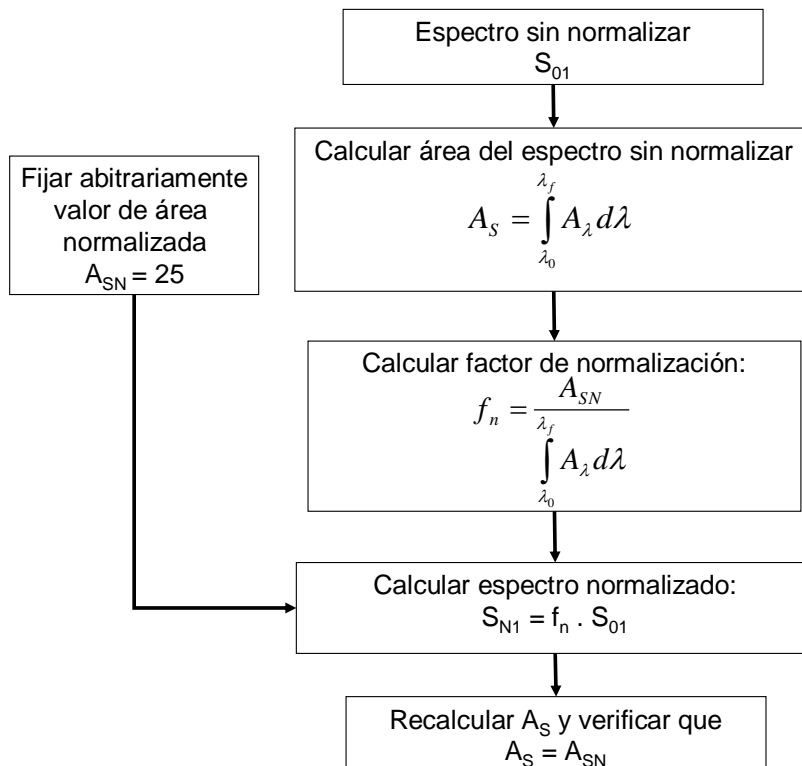 Espectro sin normalizar
S₀₁
Calcular área del espectro sin normalizar
A_S = ∫_{λ₀}^{λ_f} A_λ dλ
Fijar abitrariamente
valor de área
normalizada
A_SN = 25
Calcular factor de normalización:
f_n = A_SN / ∫_{λ₀}^{λ_f} A_λ dλ
Calcular espectro normalizado:
S_N1 = f_n . S₀₁
Recalcular A_S y verificar que
A_S = A_SN